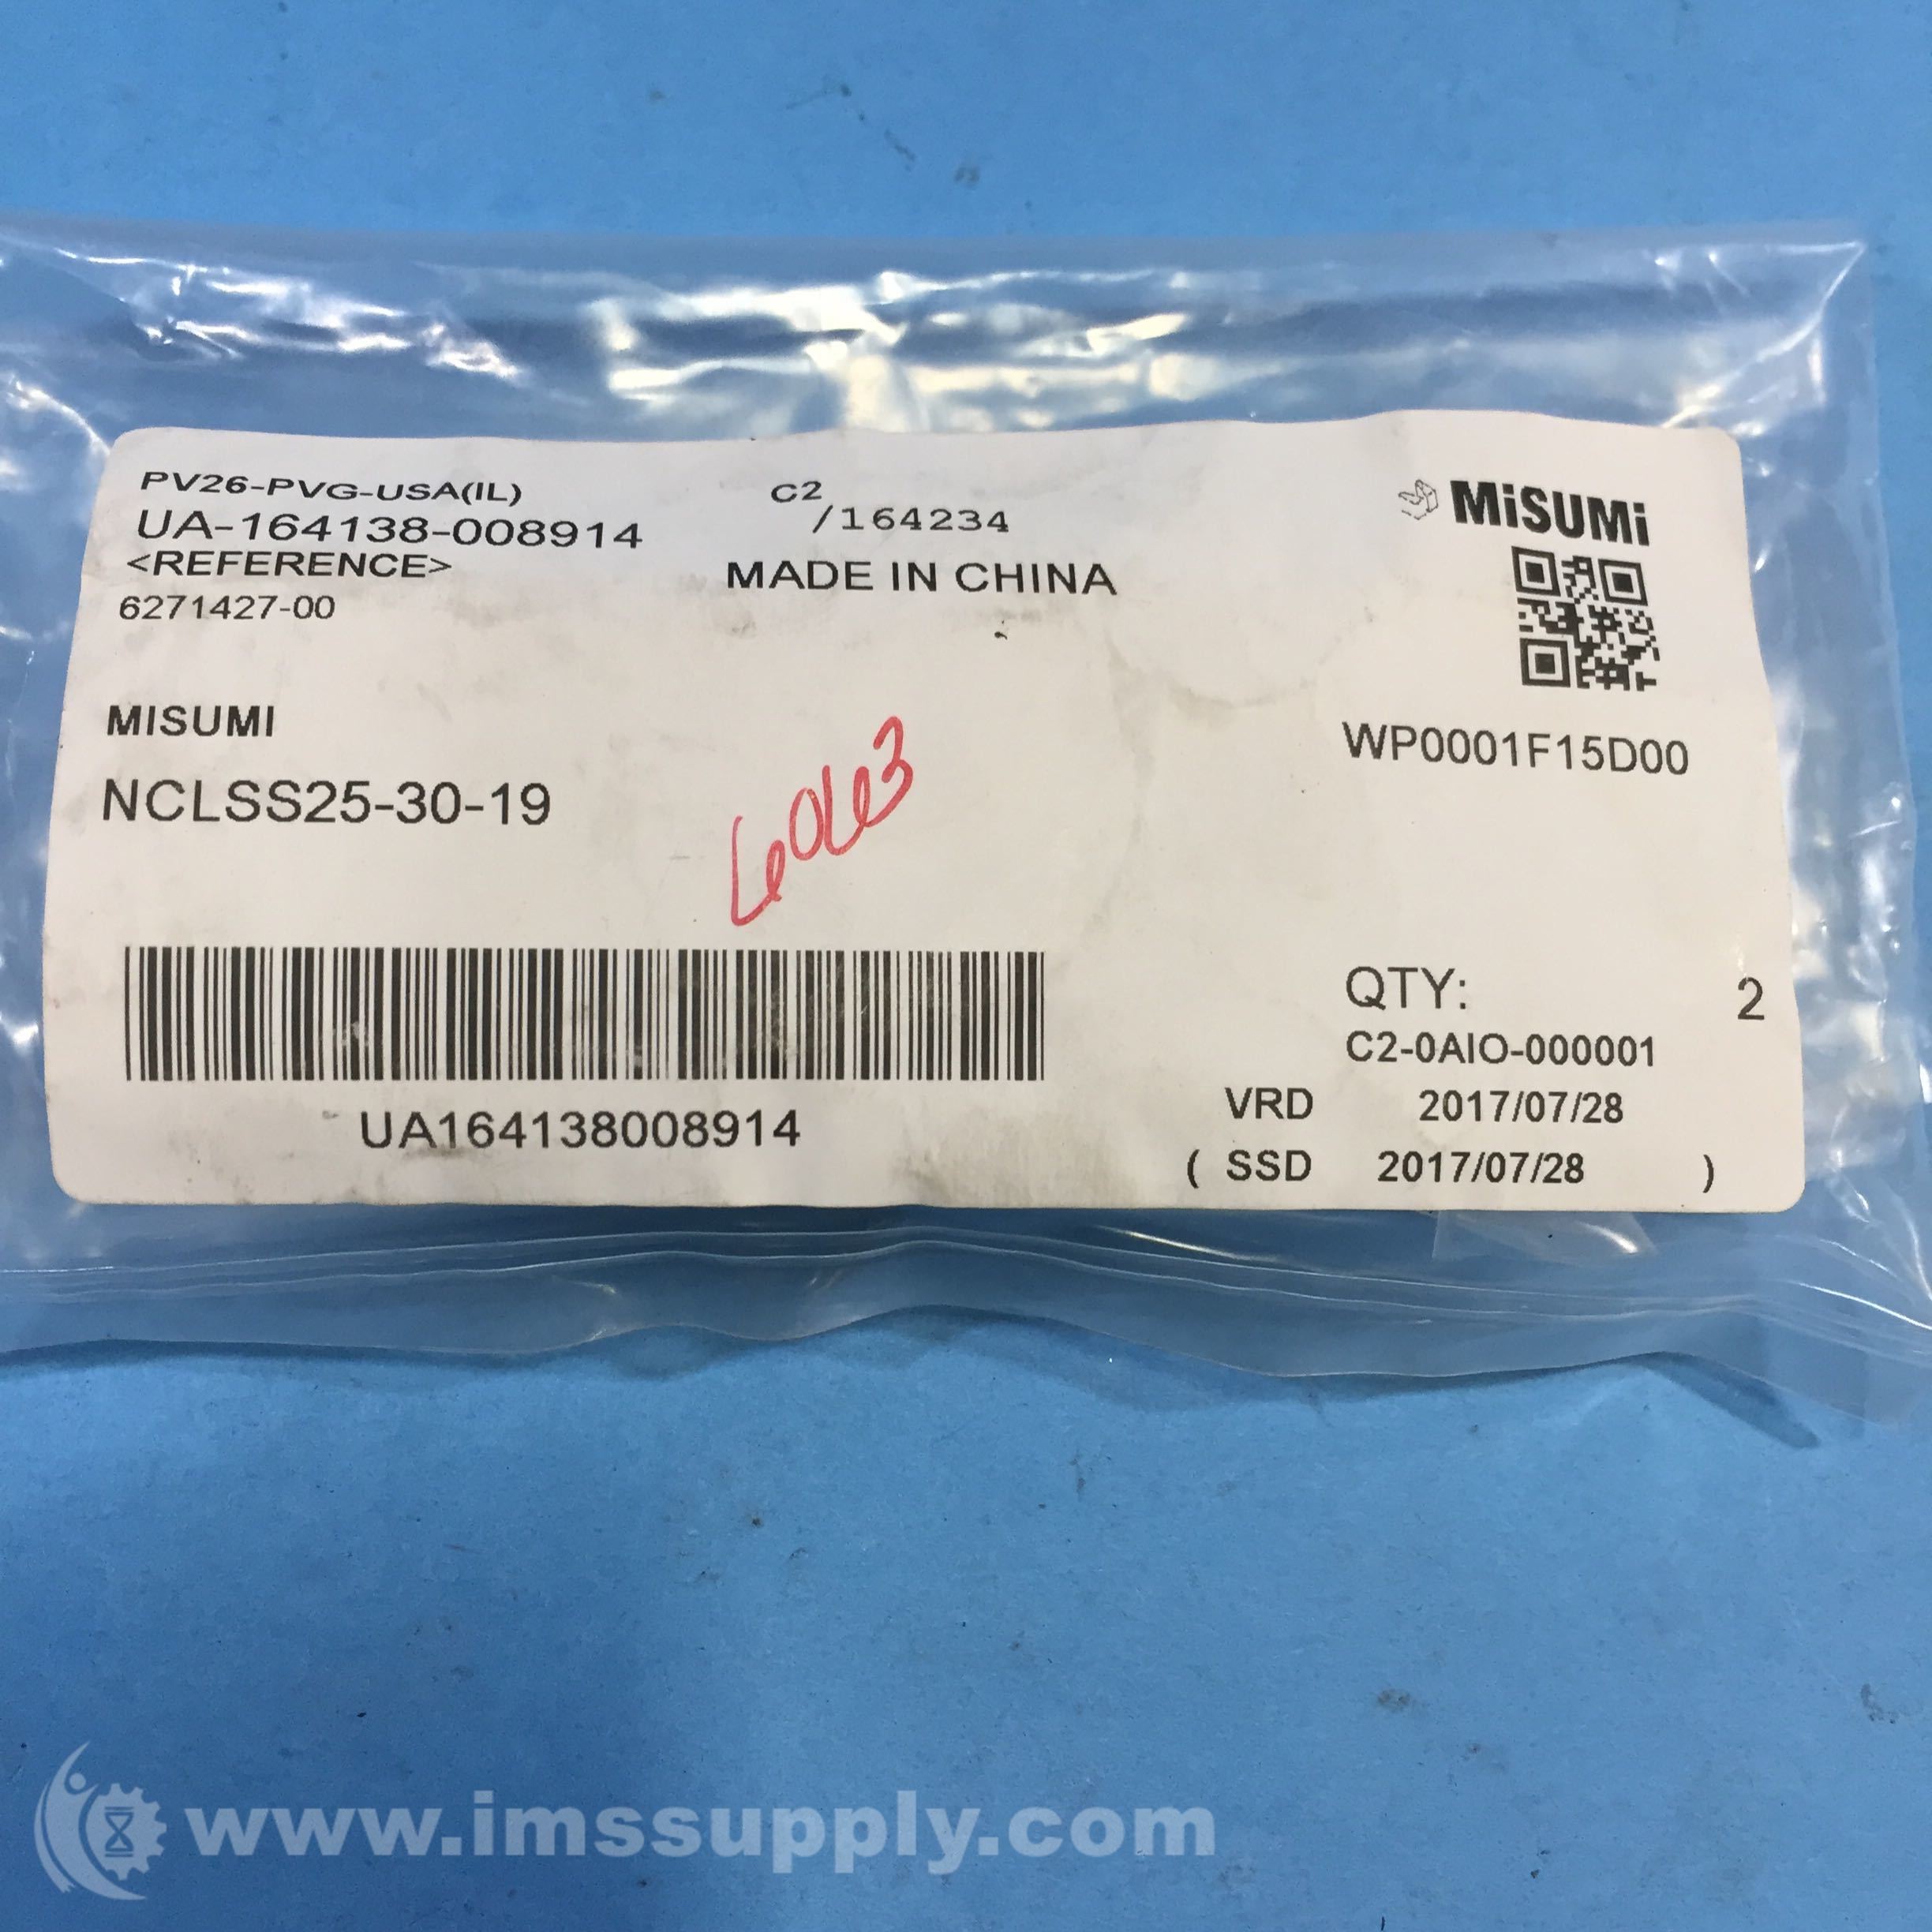 PV26-PVG-USA(IL)
UA-164138-008914
<REFERENCE>
6271427-00
C2
/164234
MADE IN CHINA
MiSUMi
WP0001F15D00
MISUMI
NCLSS25-30-19
UA164138008914
QTY: 2
C2-0AIO-000001
VRD 2017/07/28
( SSD 2017/07/28 )
www.imssupply.com